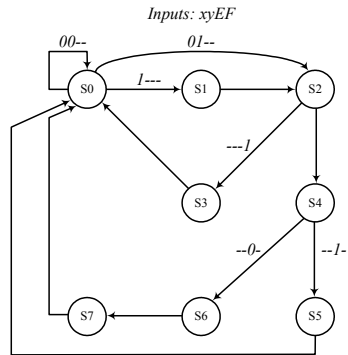 Inputs: xyEF
00--
01--
1---
S0
S1
S2
---1
S3
S4
--0-
--1-
S7
S6
S5